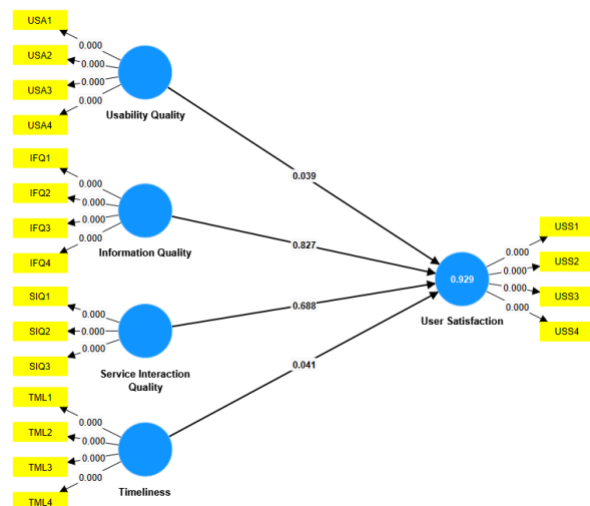 USA1
0.000
USA2
0.000
USA3
0.000
USA4
0.000
Usability Quality
IFQ1
0.000
IFQ2
0.000
IFQ3
0.000
IFQ4
0.000
Information Quality
SIQ1
0.000
SIQ2
0.000
SIQ3
0.000
Service Interaction
Quality
TML1
0.000
TML2
0.000
TML3
0.000
TML4
0.000
Timeliness
0.039
0.827
0.688
0.041
0.929
User Satisfaction
0.000
USS1
0.000
USS2
0.000
USS3
0.000
USS4